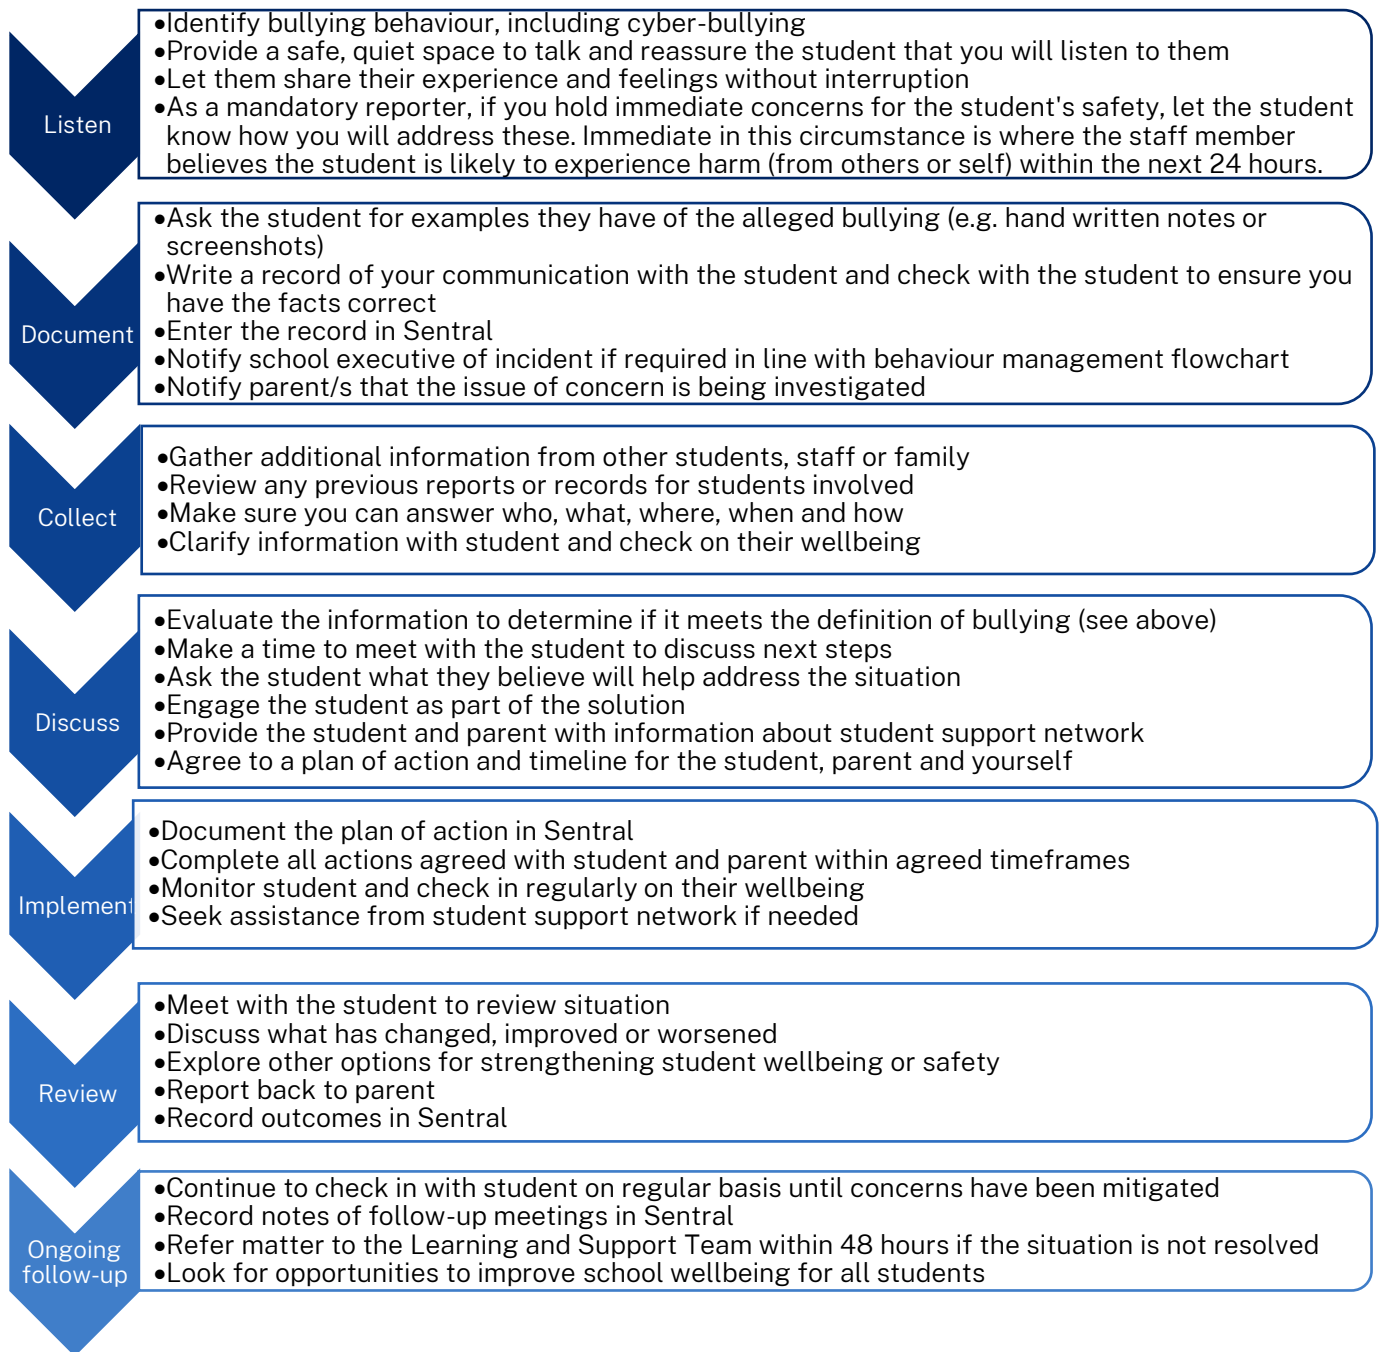 Listen
•Identify bullying behaviour, including cyber-bullying
•Provide a safe, quiet space to talk and reassure the student that you will listen to them
•Let them share their experience and feelings without interruption
•As a mandatory reporter, if you hold immediate concerns for the student's safety, let the student
know how you will address these. Immediate in this circumstance is where the staff member
believes the student is likely to experience harm (from others or self) within the next 24 hours.
Document
•Ask the student for examples they have of the alleged bullying (e.g. hand written notes or
screenshots)
•Write a record of your communication with the student and check with the student to ensure you
have the facts correct
•Enter the record in Sentral
•Notify school executive of incident if required in line with behaviour management flowchart
•Notify parent/s that the issue of concern is being investigated
Collect
•Gather additional information from other students, staff or family
•Review any previous reports or records for students involved
•Make sure you can answer who, what, where, when and how
•Clarify information with student and check on their wellbeing
Discuss
•Evaluate the information to determine if it meets the definition of bullying (see above)
•Make a time to meet with the student to discuss next steps
•Ask the student what they believe will help address the situation
•Engage the student as part of the solution
•Provide the student and parent with information about student support network
•Agree to a plan of action and timeline for the student, parent and yourself
Implement
•Document the plan of action in Sentral
•Complete all actions agreed with student and parent within agreed timeframes
•Monitor student and check in regularly on their wellbeing
•Seek assistance from student support network if needed
Review
•Meet with the student to review situation
•Discuss what has changed, improved or worsened
•Explore other options for strengthening student wellbeing or safety
•Report back to parent
•Record outcomes in Sentral
Ongoing
follow-up
•Continue to check in with student on regular basis until concerns have been mitigated
•Record notes of follow-up meetings in Sentral
•Refer matter to the Learning and Support Team within 48 hours if the situation is not resolved
•Look for opportunities to improve school wellbeing for all students